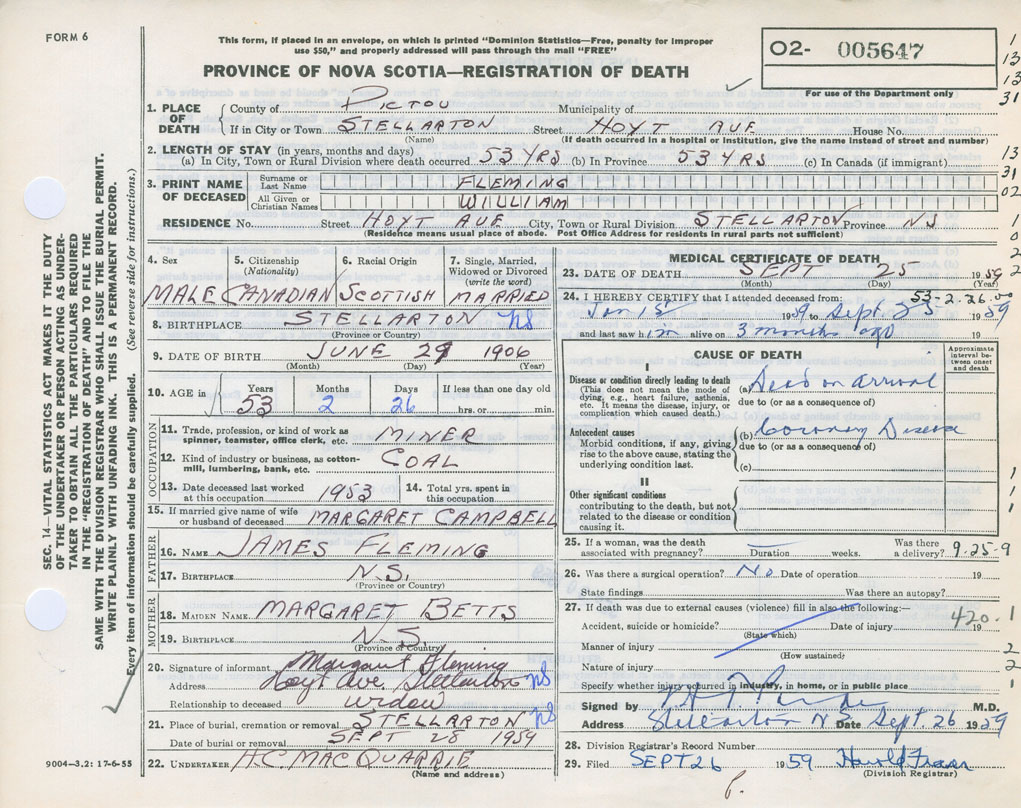 FORM 6
This form, if placed in an envelope, on which is printed "Dominion Statistics—Free, penalty for improper
use $50," and properly addressed will pass through the mail "FREE"
PROVINCE OF NOVA SCOTIA—REGISTRATION OF DEATH
02- 005647
For use of the Department only
1. PLACE OF DEATH County of PICTOU Municipality of
If in City or Town STELLARTON Street HOYT AVE House No.
(Name) (If death occurred in a hospital or institution, give the name instead of street and number)
2. LENGTH OF STAY (in years, months and days)
(a) In City, Town or Rural Division where death occurred 53 YRS (b) In Province 53 YRS (c) In Canada (if immigrant)
3. PRINT NAME OF DECEASED Surname or Last Name FLEMING
All Given or Christian Names WILLIAM
RESIDENCE No. Street HOYT AVE City, Town or Rural Division STELLARTON Province NS
(Residence means usual place of abode. Post Office Address for residents in rural parts not sufficient)
4. Sex 5. Citizenship (Nationality) 6. Racial Origin 7. Single, Married, Widowed or Divorced (write the word)
MALE CANADIAN SCOTTISH MARRIED
8. BIRTHPLACE STELLARTON NS
(Province or Country)
9. DATE OF BIRTH JUNE 29 1906
(Month) (Day) (Year)
10. AGE in Years Months Days If less than one day old
53 2 26 hrs. or min.
OCCUPATION
11. Trade, profession, or kind of work as
spinner, teamster, office clerk, etc. MINER
12. Kind of industry or business, as cotton-
mill, lumbering, bank, etc. COAL
13. Date deceased last worked
at this occupation 1953
14. Total yrs. spent in
this occupation
15. If married give name of wife
or husband of deceased MARGARET CAMPBELL
FATHER
16. NAME JAMES FLEMING
17. BIRTHPLACE N.S.
(Province or Country)
MOTHER
18. MAIDEN NAME MARGARET BETTS
19. BIRTHPLACE N.S.
(Province or Country)
20. Signature of informant Margaret Fleming
Address Hoyt Ave. Stellarton NS
Relationship to deceased widow
21. Place of burial, cremation or removal STELLARTON NS
Date of burial or removal SEPT 28 1959
22. UNDERTAKER H.C. MACQUARRIE
(Name and address)
MEDICAL CERTIFICATE OF DEATH
23. DATE OF DEATH SEPT 25 1959
(Month) (Day) (Year)
53-2-26-00
24. I HEREBY CERTIFY that I attended deceased from:
Jan 1st 1959 to Sept. 25 1959
and last saw him alive on 3 months ago 19
CAUSE OF DEATH
Approximate interval between onset and death
I
Disease or condition directly leading to death
(This does not mean the mode of
dying, e.g., heart failure, asthenia,
etc. It means the disease, injury, or
complication which caused death.)
(a) Dead on arrival
due to (or as a consequence of)
Antecedent causes
Morbid conditions, if any, giving
rise to the above cause, stating the
underlying condition last.
(b) Coronary Disease
due to (or as a consequence of)
(c)
II
Other significant conditions
contributing to the death, but not
related to the disease or condition
causing it.
25. If a woman, was the death
associated with pregnancy? Duration weeks. Was there
a delivery? 9-25-9
26. Was there a surgical operation? No Date of operation 19
State findings Was there an autopsy?
27. If death was due to external causes (violence) fill in also the following:—
Accident, suicide or homicide? Date of injury 19
420.1
(State which)
Manner of injury
(How sustained)
Nature of injury
Specify whether injury occurred in industry, in home, or in public place
Signed by M.D.
Address Stellarton N S Date Sept. 26 1959
28. Division Registrar's Record Number
29. Filed SEPT 26 1959 Harold Fraser
(Division Registrar)
SEC. 14—VITAL STATISTICS ACT MAKES IT THE DUTY
OF THE UNDERTAKER OR PERSON ACTING AS UNDER-
TAKER TO OBTAIN ALL THE PARTICULARS REQUIRED
IN THE "REGISTRATION OF DEATH" AND TO FILE THE
SAME WITH THE DIVISION REGISTRAR WHO SHALL ISSUE THE BURIAL PERMIT.
WRITE PLAINLY WITH UNFADING INK. THIS IS A PERMANENT RECORD.
Every item of information should be carefully supplied. (See reverse side for instructions.)
9004—3,2: 17-6-55